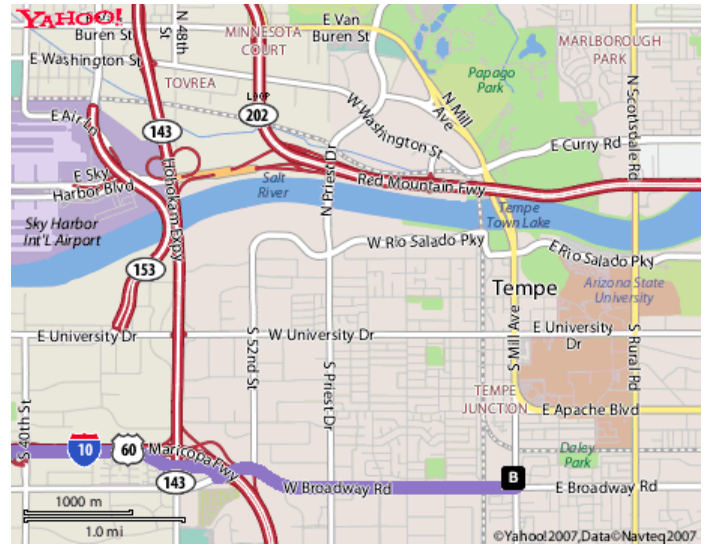 YAHOO!
Buren St
N 48th
St
MINNESOTA
COURT
E Van
Buren St
MARLBOROUGH
PARK
E Washington St
TOVREA
Papago
Park
N Scottsdale Rd
LOOP
202
N Mill
Ave
W Washington St
E Air Ln
143
E Curry Rd
E Sky
Harbor Blvd
Hohokam Expy
Salt
River
N Priest Dr
Red Mountain Fwy
Sky Harbor
Int'L Airport
Tempe
Town Lake
W Rio Salado Pky
E Rio Salado Pky
153
Tempe
Arizona State
University
E University Dr
W University Dr
E University
Dr
S 52nd St
S Priest Dr
S Mill Ave
S Rural Rd
TEMPE
JUNCTION
E Apache Blvd
S 40th St
10
60
Maricopa Fwy
Daley
Park
143
W Broadway Rd
B
E Broadway Rd
1000 m
1.0 mi
©Yahoo!2007,Data©Navteq2007